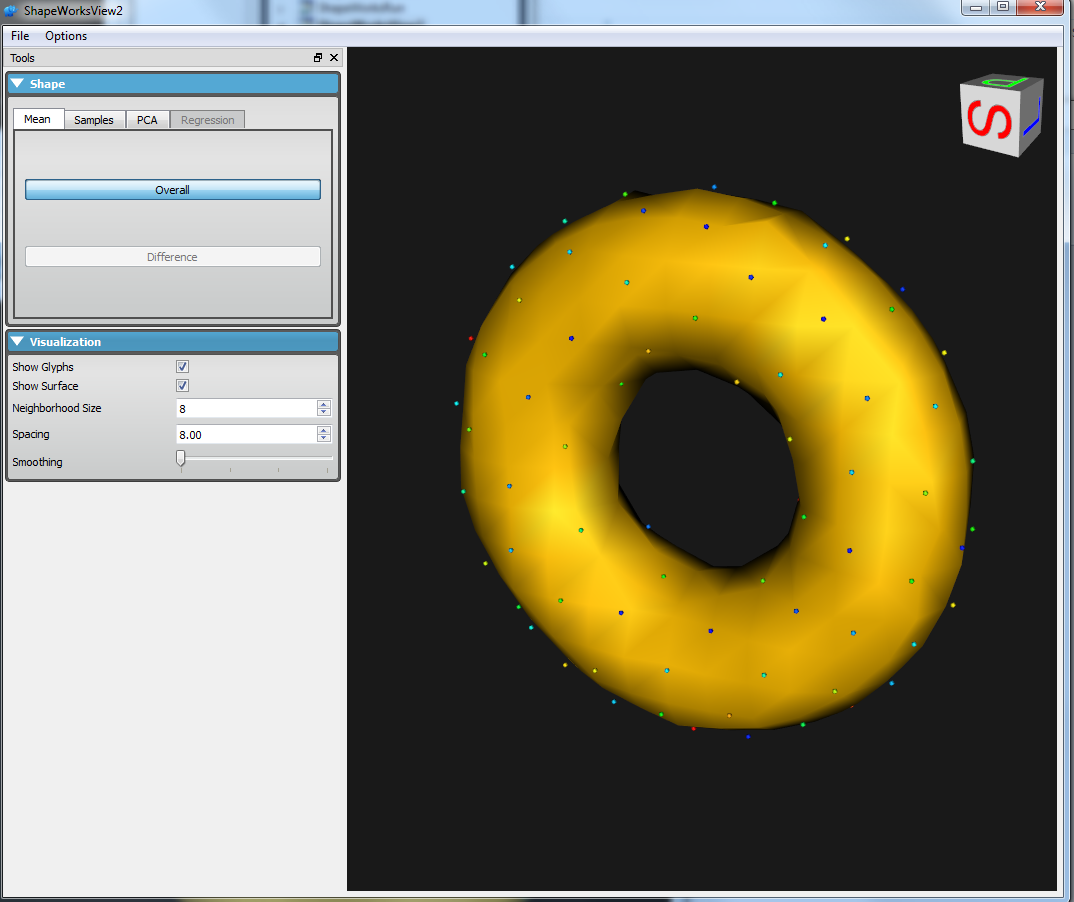 ShapeWorksView2
File Options
Tools
Shape
Mean Samples PCA Regression
Overall
Difference
Visualization
Show Glyphs
Show Surface
Neighborhood Size 8
Spacing 8.00
Smoothing
S
P
L